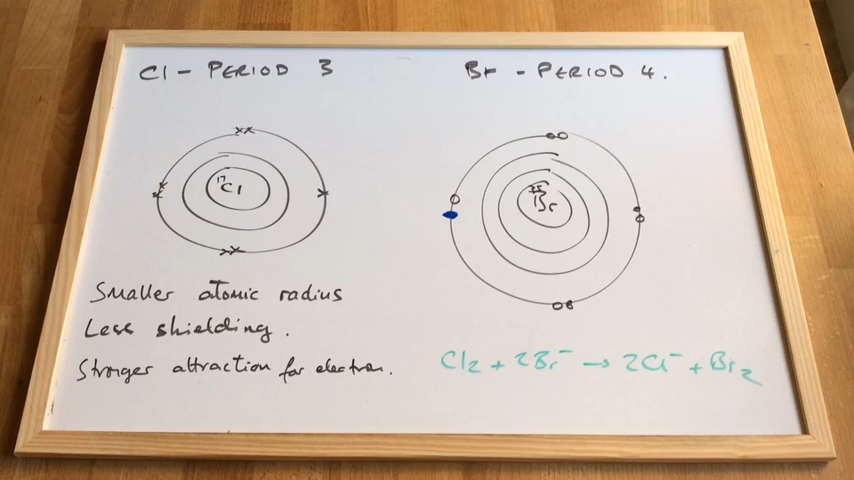 Cl - PERIOD 3
Br - PERIOD 4.
17Cl
35Br
Smaller atomic radius
Less shielding.
Stronger attraction for electron.
Cl2 + 2Br⁻ → 2Cl⁻ + Br2